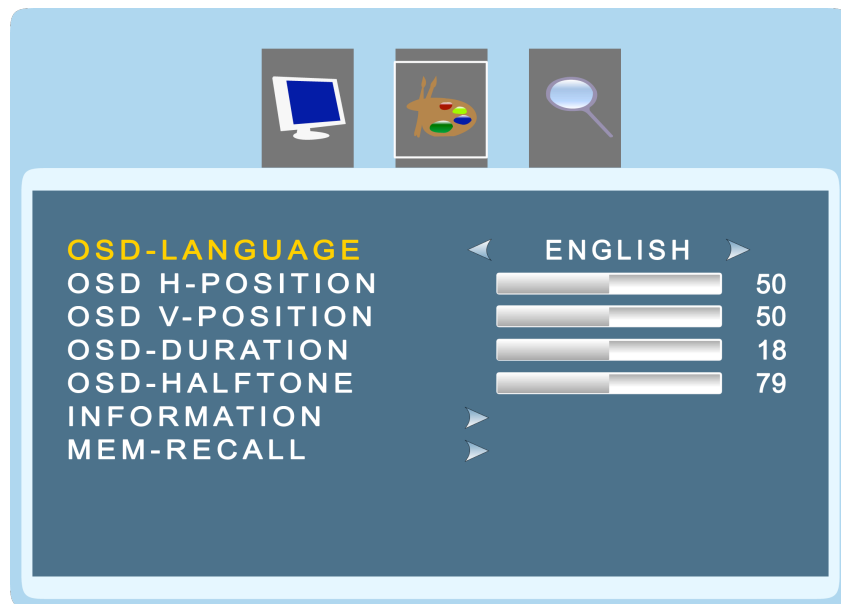 OSD-LANGUAGE ENGLISH
OSD H-POSITION 50
OSD V-POSITION 50
OSD-DURATION 18
OSD-HALFTONE 79
INFORMATION
MEM-RECALL